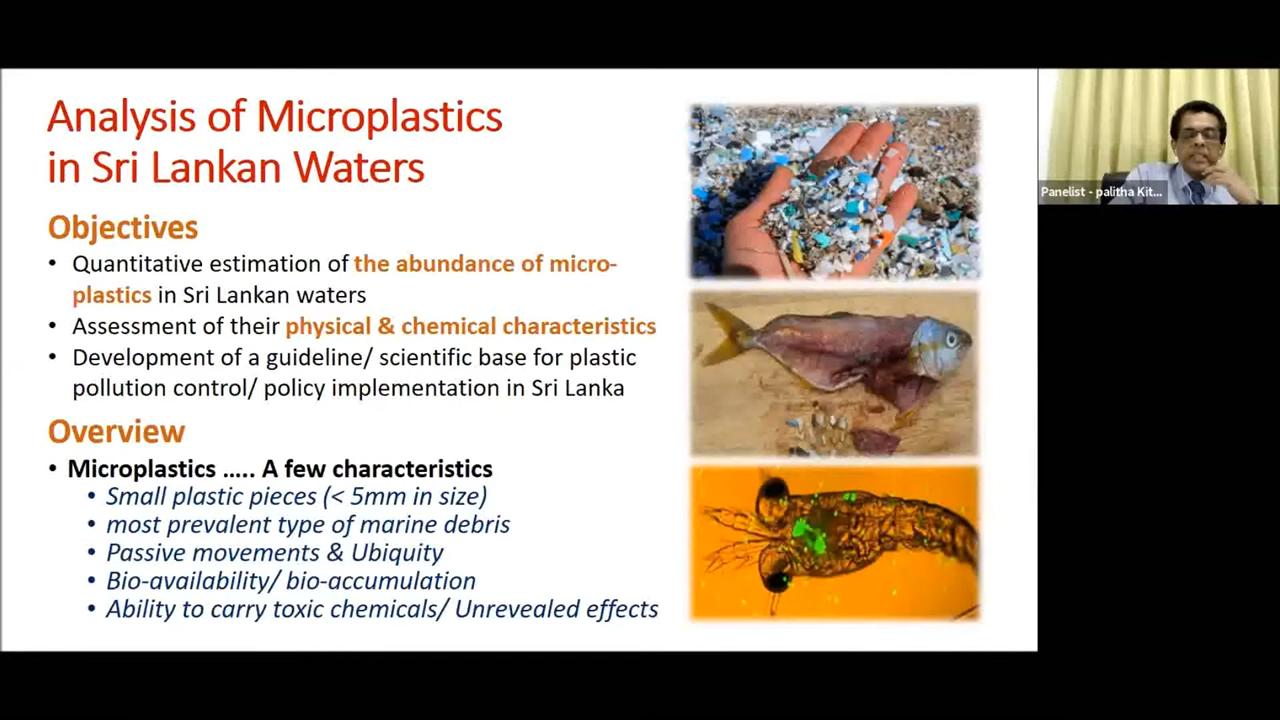 Analysis of Microplastics
in Sri Lankan Waters
Objectives
• Quantitative estimation of the abundance of micro-
plastics in Sri Lankan waters
• Assessment of their physical & chemical characteristics
• Development of a guideline/ scientific base for plastic
pollution control/ policy implementation in Sri Lanka
Overview
• Microplastics ..... A few characteristics
• Small plastic pieces (< 5mm in size)
• most prevalent type of marine debris
• Passive movements & Ubiquity
• Bio-availability/ bio-accumulation
• Ability to carry toxic chemicals/ Unrevealed effects
Panelist - palitha Kit...